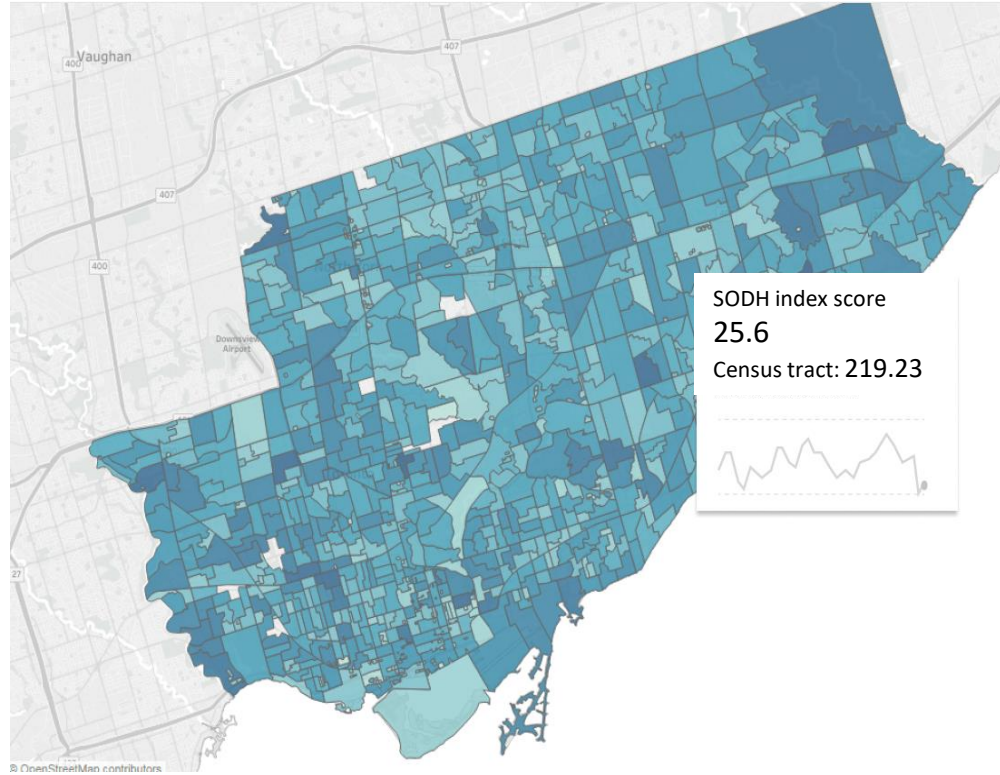 Vaughan
400
407
407
400
Downsview
Airport
SODH index score
25.6
Census tract: 219.23
27
© OpenStreetMap contributors